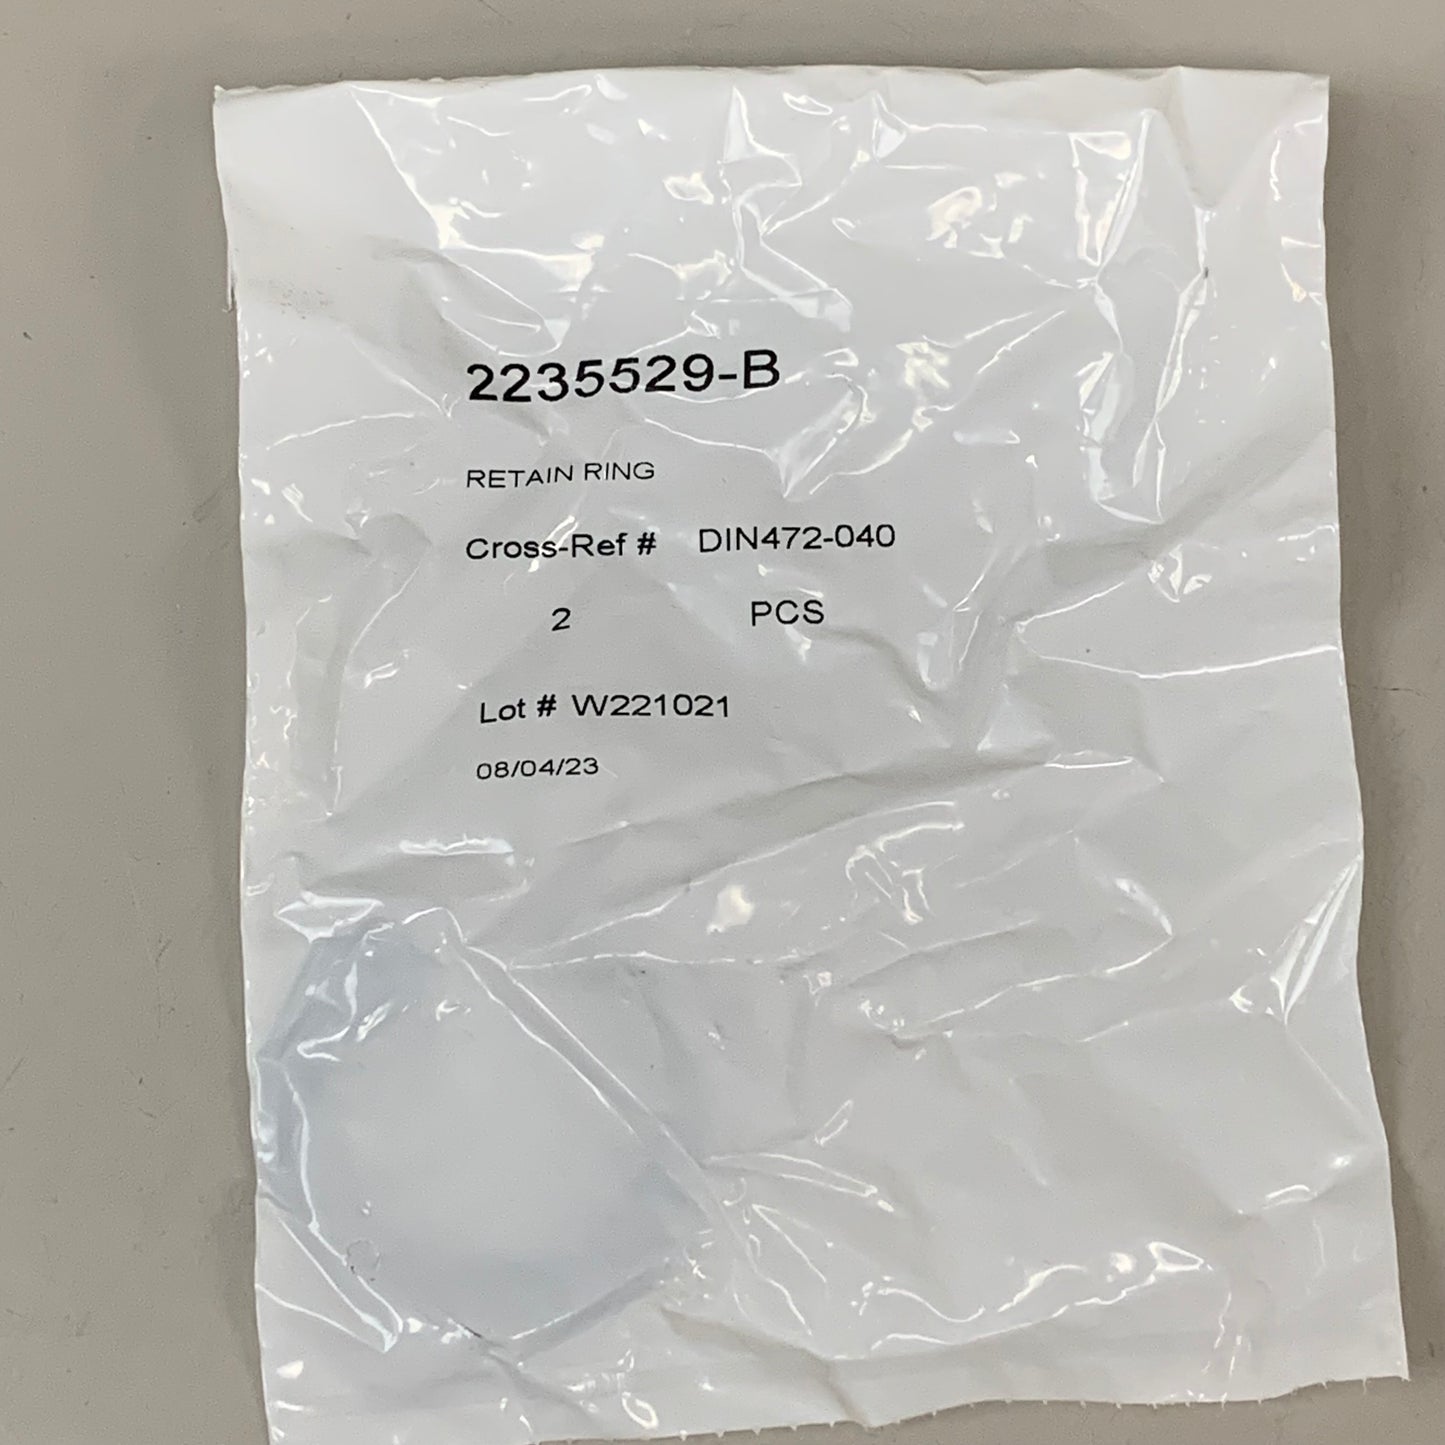 2235529-B
RETAIN RING
Cross-Ref # DIN472-040
2 PCS
Lot # W221021
08/04/23